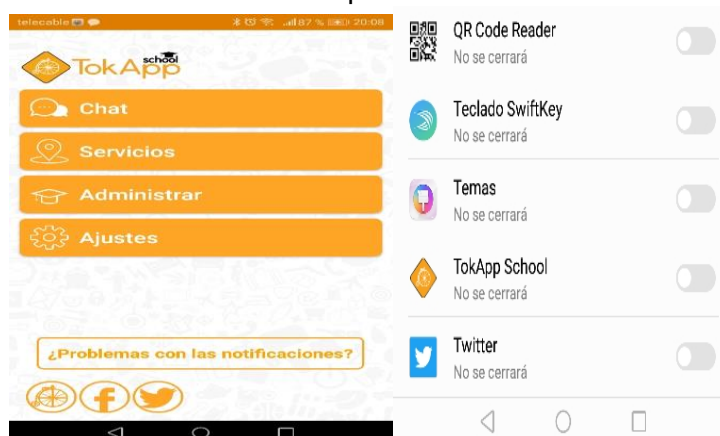 telecable 87 % 20:08
school
TokApp
Chat
Servicios
Administrar
Ajustes
¿Problemas con las notificaciones?
QR Code Reader
No se cerrará
Teclado SwiftKey
No se cerrará
Temas
No se cerrará
TokApp School
No se cerrará
Twitter
No se cerrará